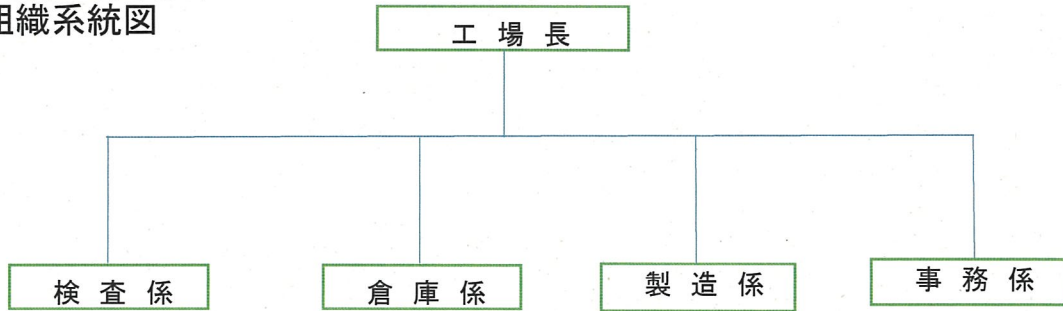 組織系統図
工場長
検査係
倉庫係
製造係
事務係